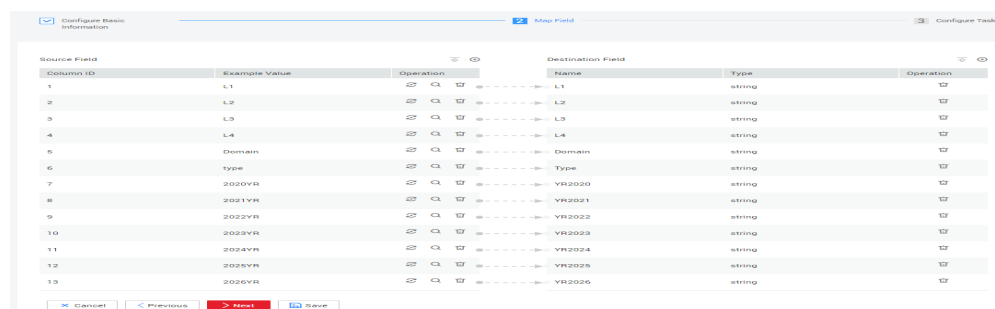 Configure Basic Information
2 Map Field
3 Configure Task
Source Field
Destination Field
Column ID Example Value Operation Name Type Operation
1 L1 L1 string
2 L2 L2 string
3 L3 L3 string
4 L4 L4 string
5 Domain Domain string
6 type Type string
7 2020YR YR2020 string
8 2021YR YR2021 string
9 2022YR YR2022 string
10 2023YR YR2023 string
11 2024YR YR2024 string
12 2025YR YR2025 string
13 2026YR YR2026 string
Cancel < Previous > Next Save